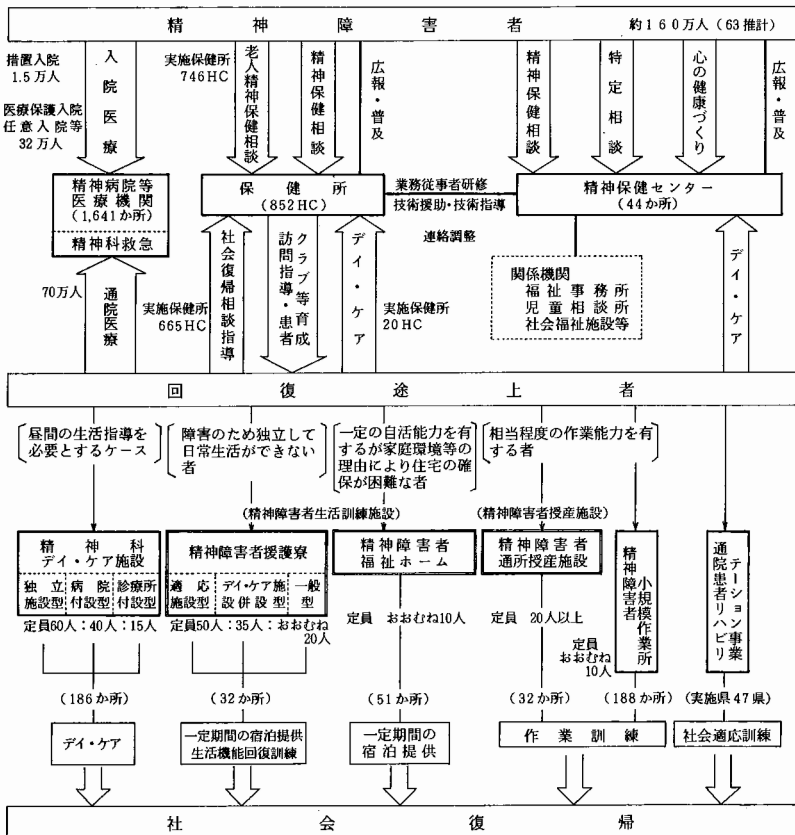 精神障害者
約160万人(63推計)
措置入院
1.5万人
医療保護入院
任意入院等
32万人
入院医療
実施保健所
746HC
老人精神保健相談
精神保健相談
広報・普及
精神保健相談
特定相談
心の健康づくり
広報・普及
精神病院等
医療機関
(1,641か所)
精神科救急
保健所
(852HC)
業務従事者研修
技術援助・技術指導
連絡調整
精神保健センター
(44か所)
関係機関
福祉事務所
児童相談所
社会福祉施設等
70万人
通院医療
実施保健所
665HC
社会復帰相談指導
クラブ等育成
訪問指導・患者
デイ・ケア
実施保健所
20HC
デイ・ケア
回復途上者
昼間の生活指導を
必要とするケース
障害のため独立して
日常生活ができない
者
一定の自活能力を有
するが家庭環境等の
理由により住宅の確
保が困難な者
相当程度の作業能力を有
する者
(精神障害者生活訓練施設)
(精神障害者授産施設)
精神科
デイ・ケア施設
独立
施設型
病院
付設型
診療所
付設型
定員60人:40人:15人
精神障害者援護寮
適応
施設型
デイ・ケア施
設併設型
一般
型
定員50人:35人:おおむね
20人
精神障害者
福祉ホーム
定員 おおむね10人
精神障害者
通所授産施設
定員 20人以上
精神障害者
小規模作業所
定員
おおむね
10人
通院患者リハビリ
テーション事業
(186か所)
(32か所)
(51か所)
(32か所)
(188か所)
(実施県47県)
デイ・ケア
一定期間の宿泊提供
生活機能回復訓練
一定期間の
宿泊提供
作業訓練
社会適応訓練
社会復帰